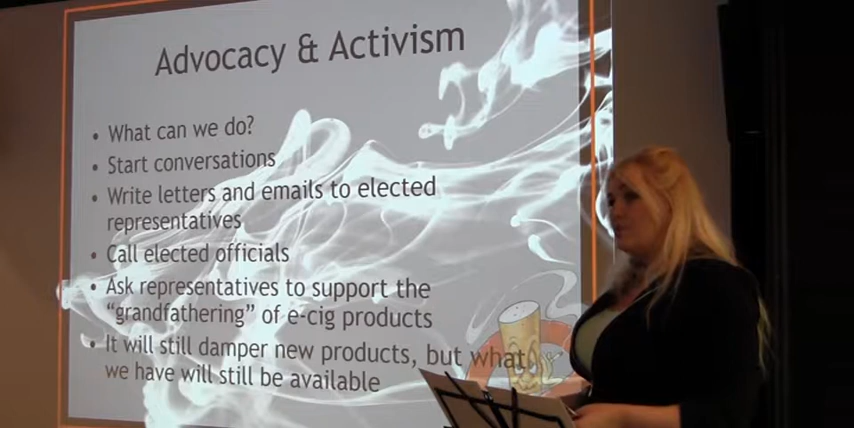 Advocacy & Activism
• What can we do?
• Start conversations
• Write letters and emails to elected
representatives
• Call elected officials
• Ask representatives to support the
“grandfathering” of e-cig products
• It will still damper new products, but what
we have will still be available